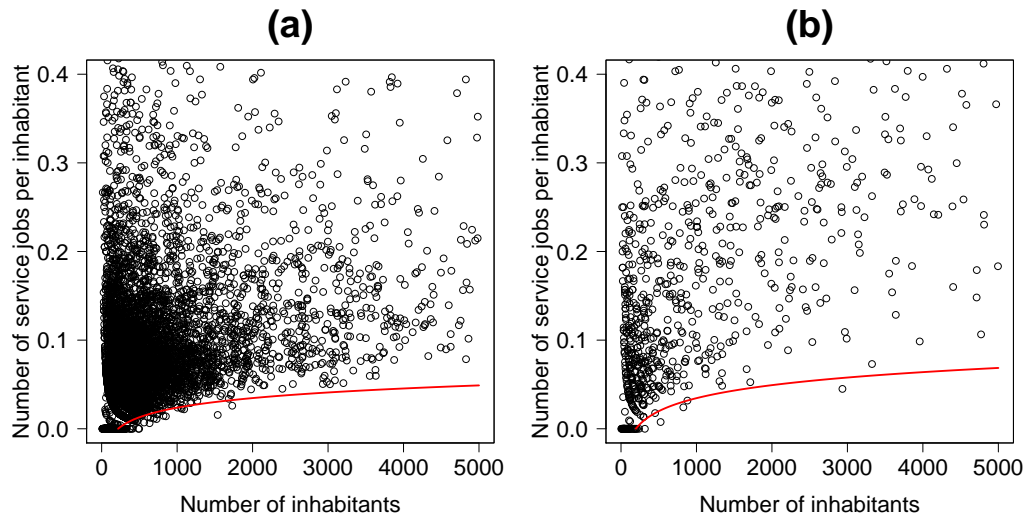 (a)
Number of service jobs per inhabitant
0.4
0.3
0.2
0.1
0.0
0 1000 2000 3000 4000 5000
Number of inhabitants
(b)
Number of service jobs per inhabitant
0.4
0.3
0.2
0.1
0.0
0 1000 2000 3000 4000 5000
Number of inhabitants